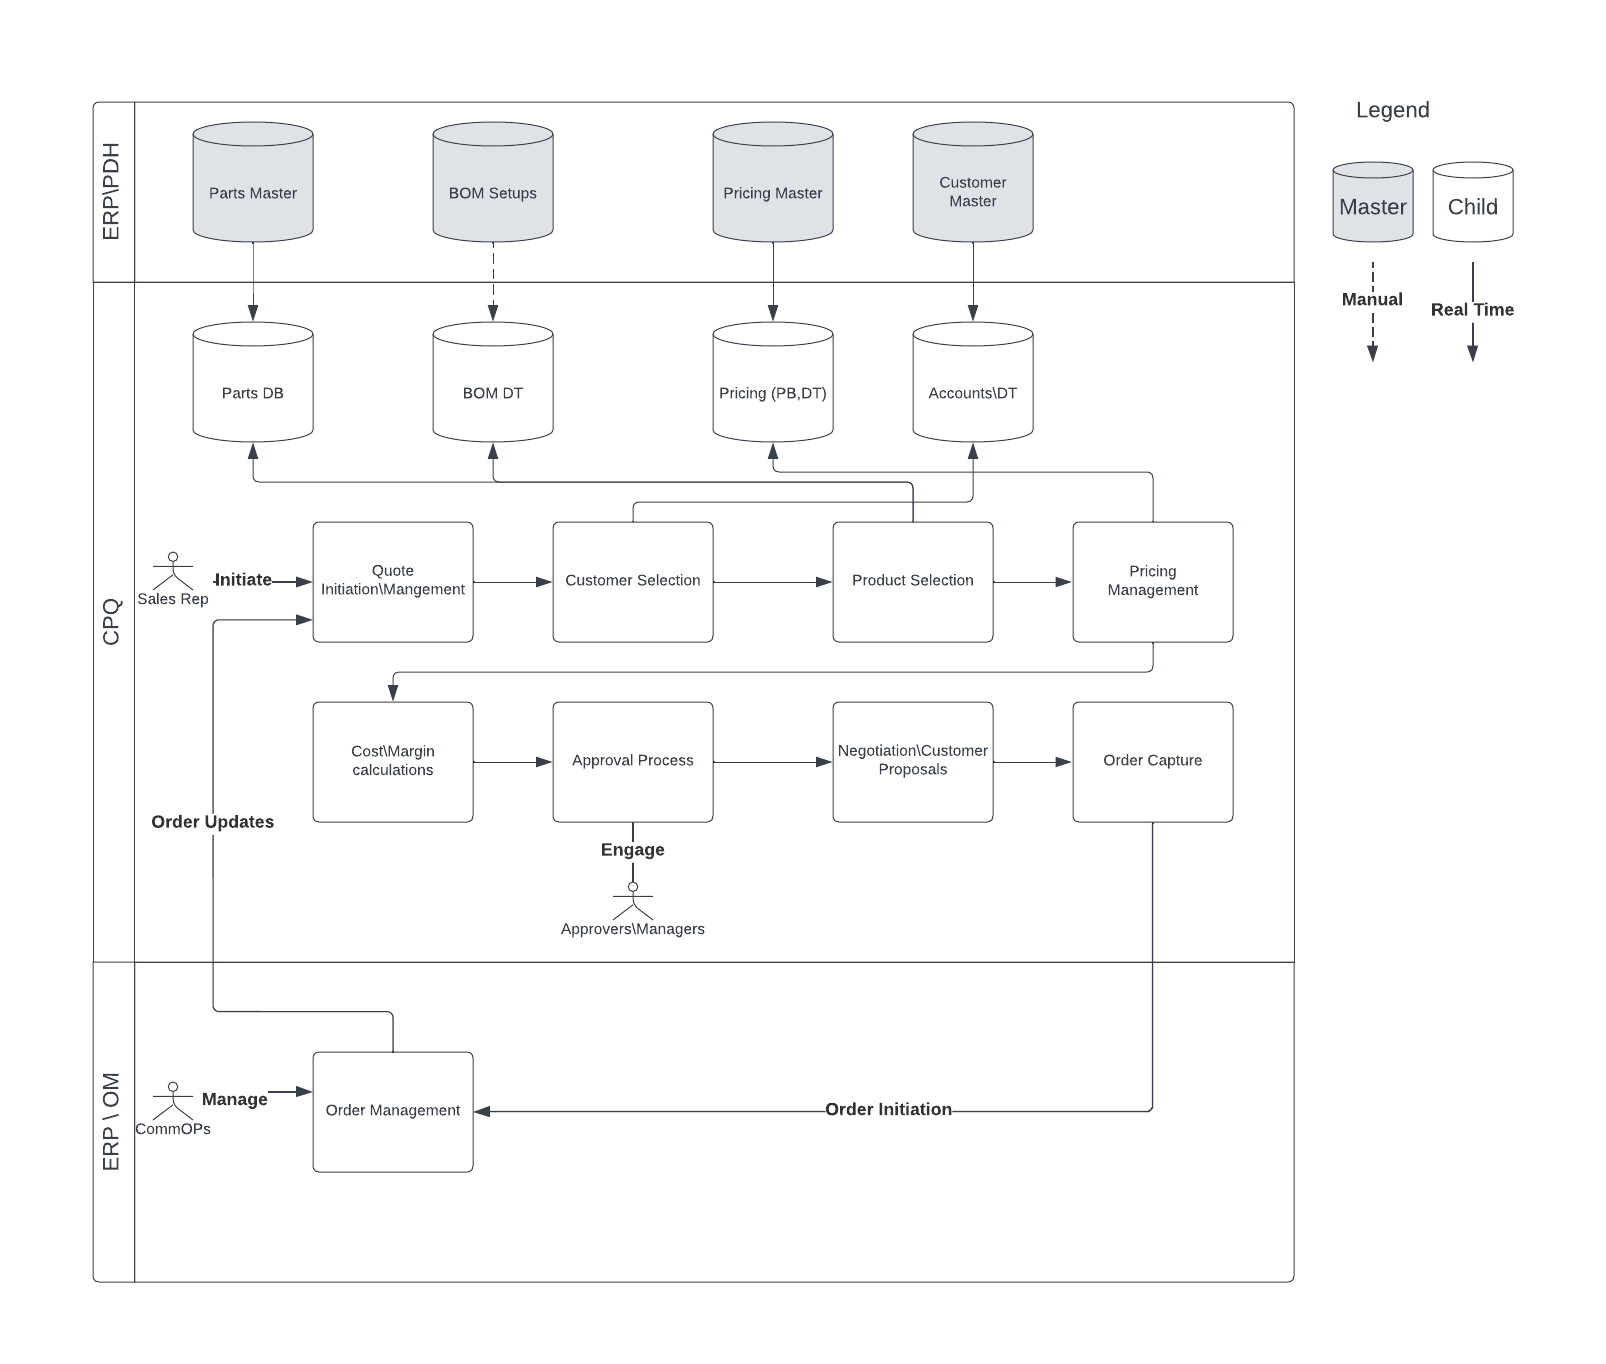 Legend
ERP\PDH
Parts Master
BOM Setups
Pricing Master
Customer
Master
Master
Child
Manual
Real Time
CPQ
Parts DB
BOM DT
Pricing (PB,DT)
Accounts\DT
Sales Rep
Initiate
Quote
Initiation\Mangement
Customer Selection
Product Selection
Pricing
Management
Cost\Margin
calculations
Approval Process
Negotiation\Customer
Proposals
Order Capture
Order Updates
Engage
Approvers\Managers
ERP \ OM
CommOPs
Manage
Order Management
Order Initiation